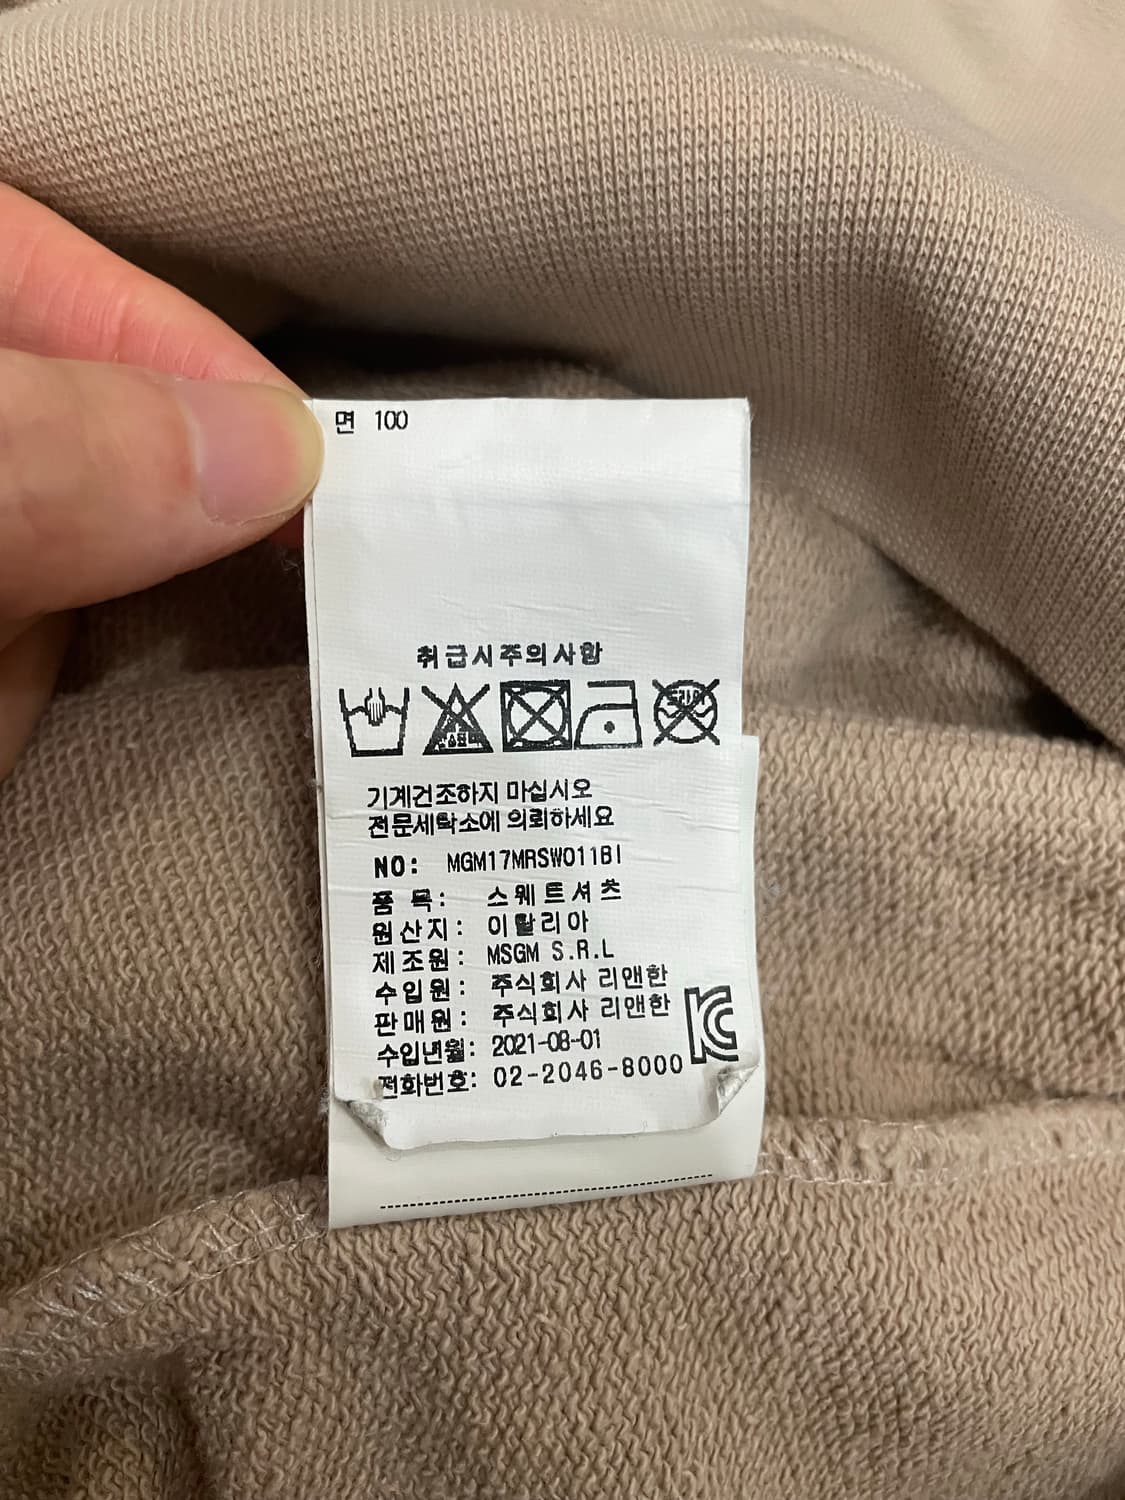 면 100
취급시주의사항
드라이
기계건조하지 마십시오
전문세탁소에 의뢰하세요
NO: MGM17MRSW011BI
품 목: 스웨트셔츠
원산지: 이탈리아
제조원: MSGM S.R.L
수입원: 주식회사 리앤한
판매원: 주식회사 리앤한
수입년월: 2021-08-01
전화번호: 02-2046-8000
KC